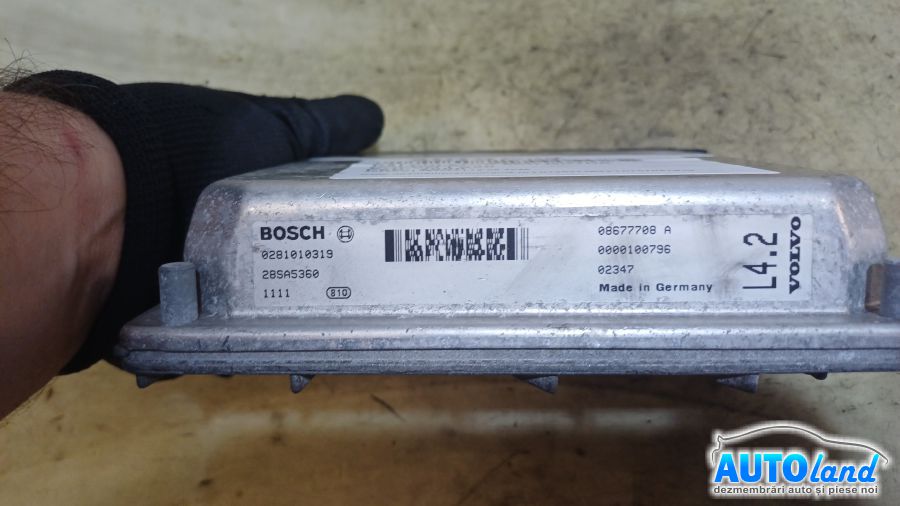 BOSCH
0281010319
28SA5360
1111 810
08677708 A
0000100796
02347
Made in Germany
L4.2
VOLVO
AUTOland
dezmembrări auto și piese noi